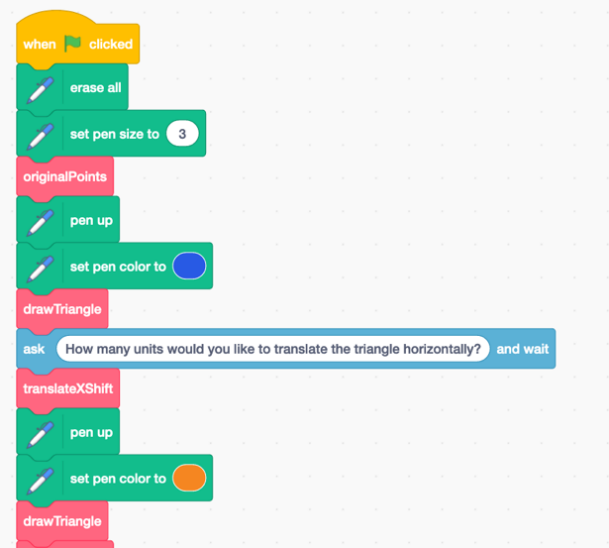 when clicked
erase all
set pen size to 3
originalPoints
pen up
set pen color to
drawTriangle
ask How many units would you like to translate the triangle horizontally? and wait
translateXShift
pen up
set pen color to
drawTriangle